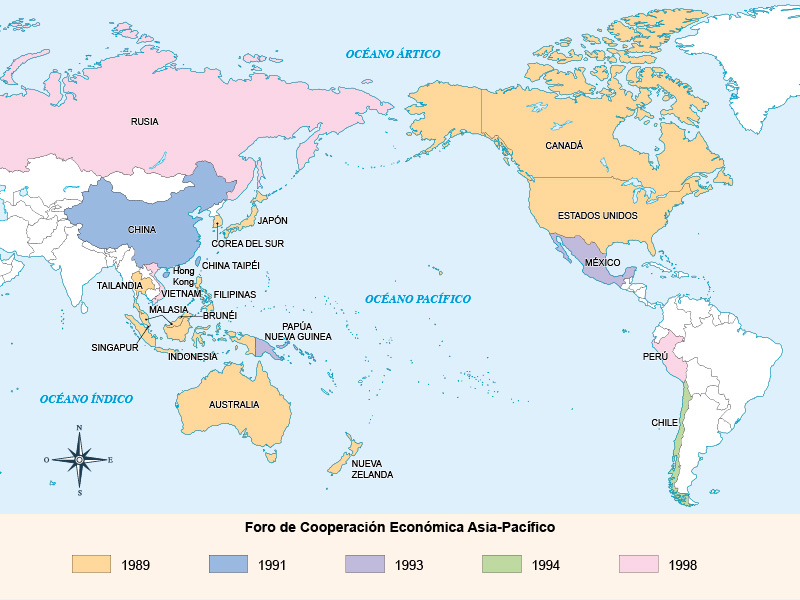 OCÉANO ÁRTICO
RUSIA
CANADÁ
ESTADOS UNIDOS
JAPÓN
CHINA
COREA DEL SUR
CHINA TAIPÉI
MÉXICO
Hong
Kong
TAILANDIA
VIETNAM
FILIPINAS
OCÉANO PACÍFICO
MALASIA
BRUNÉI
PAPÚA
NUEVA GUINEA
SINGAPUR
INDONESIA
PERÚ
OCÉANO ÍNDICO
AUSTRALIA
CHILE
N
O
E
S
NUEVA
ZELANDA
Foro de Cooperación Económica Asia-Pacífico
1989
1991
1993
1994
1998